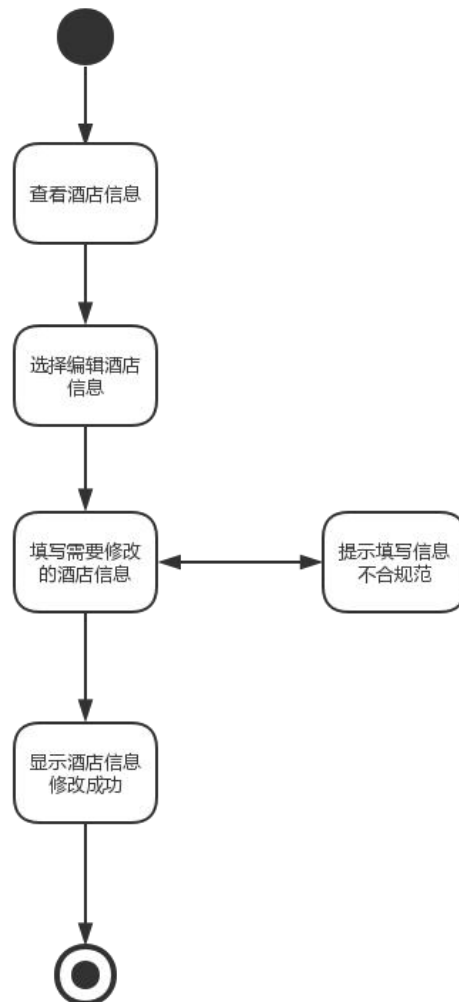 查看酒店信息
选择编辑酒店
信息
填写需要修改
的酒店信息
提示填写信息
不合规范
显示酒店信息
修改成功